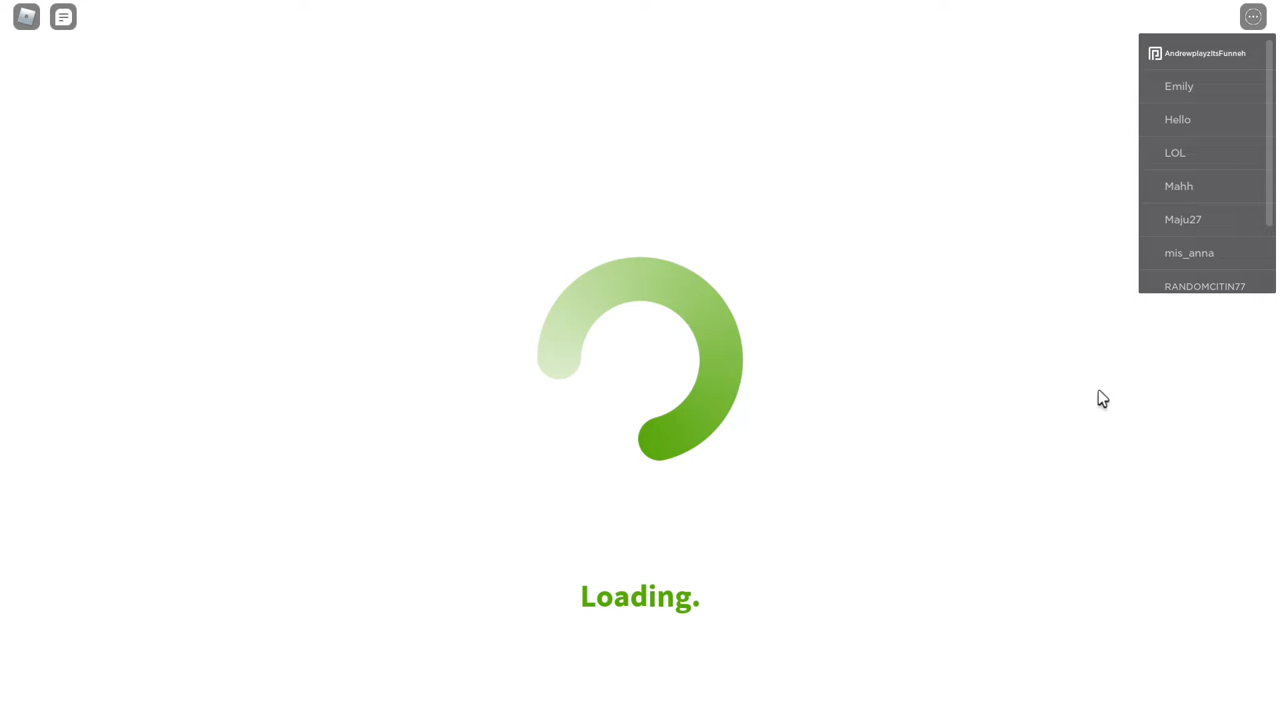 AndrewplayzItsFunneh
Emily
Hello
LOL
Mahh
Maju27
mis_anna
RANDOMCITIN77
Loading.